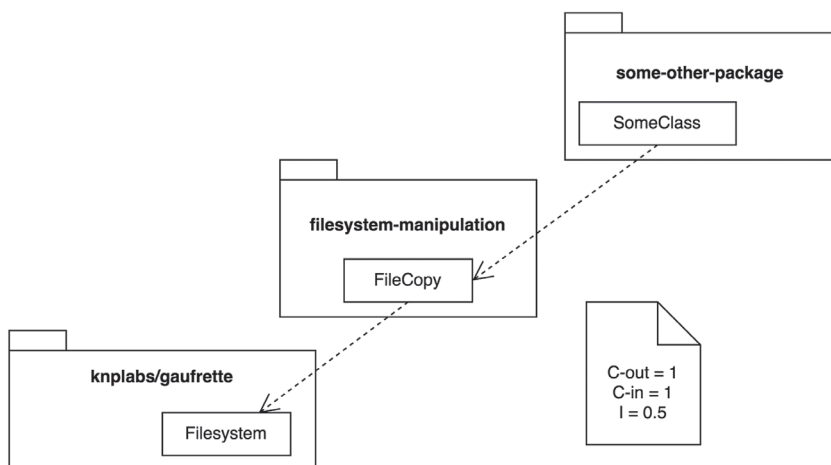 some-other-package
SomeClass
filesystem-manipulation
FileCopy
knplabs/gaufrette
Filesystem
C-out = 1
C-in = 1
I = 0.5